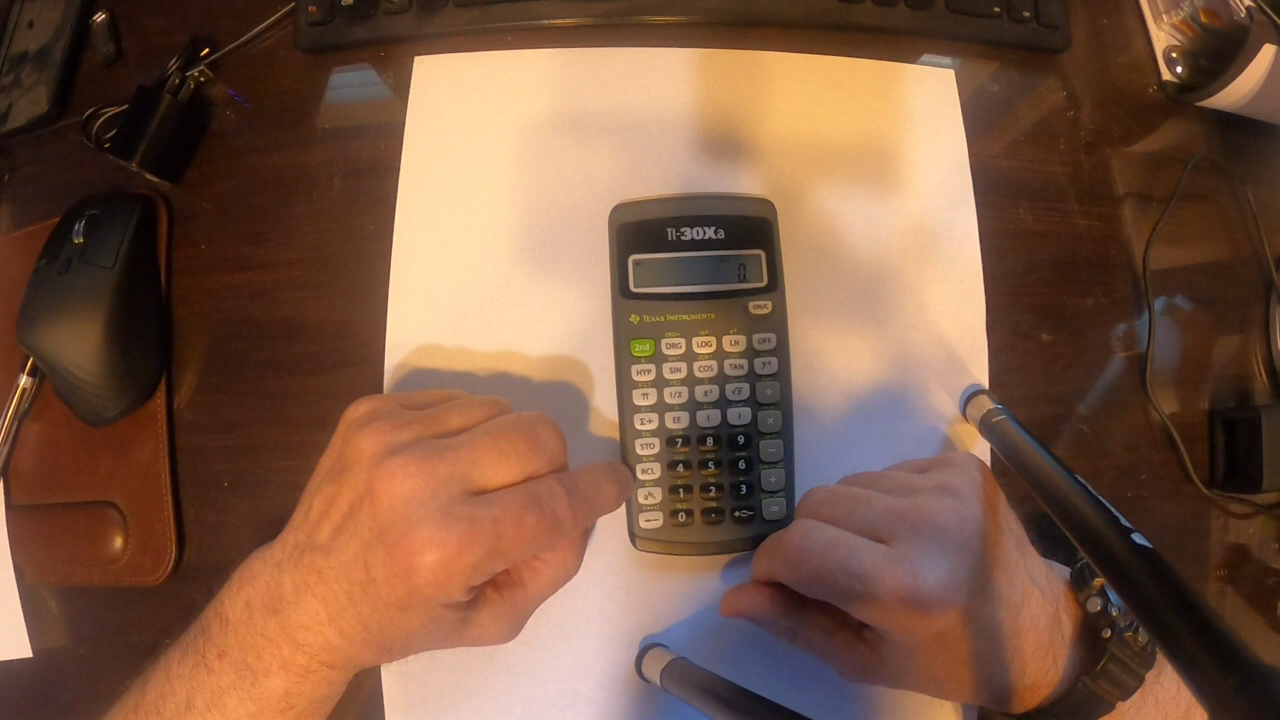 TI-30Xa
0.
ON/C
TEXAS INSTRUMENTS
2nd DRG LOG LN OFF
HYP SIN COS TAN yˣ
π 1/X x² √x ÷
Σ+ EE ( ) ×
STO 7 8 9 −
RCL 4 5 6 +
1 2 3 =
0 .